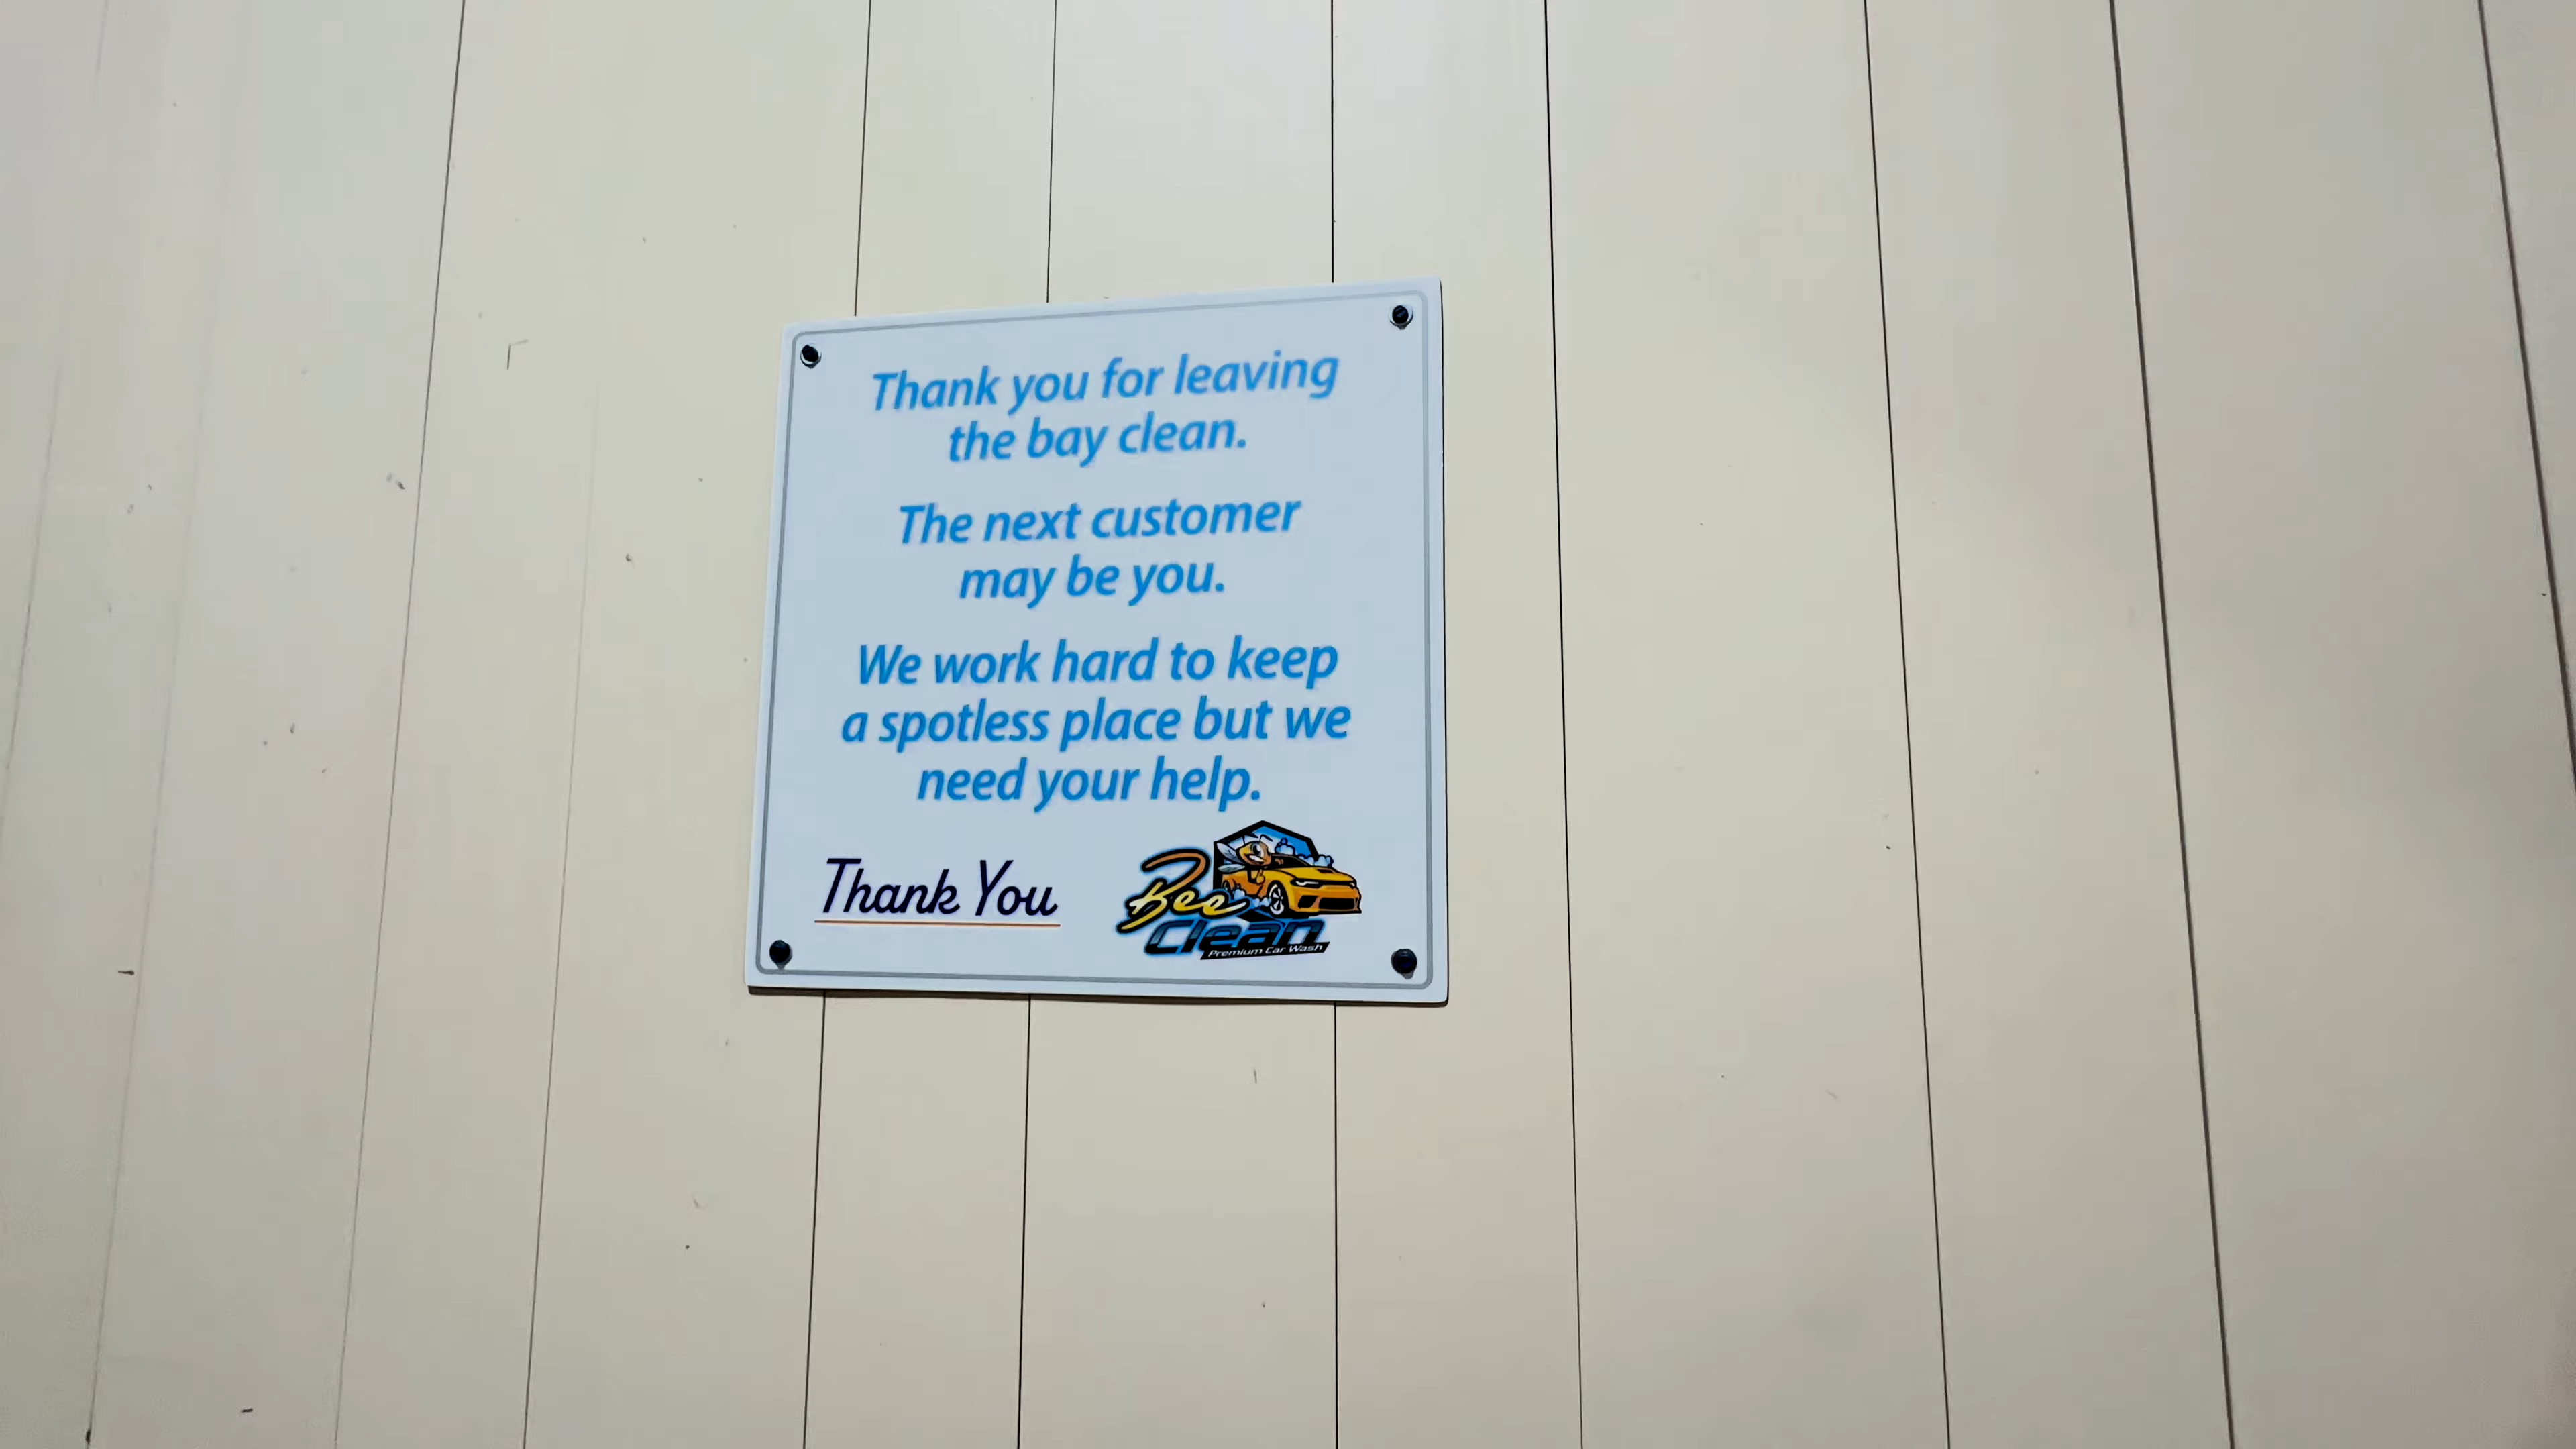 Thank you for leaving
the bay clean.
The next customer
may be you.
We work hard to keep
a spotless place but we
need your help.
Thank You
Bee
Clean
Premium Car Wash